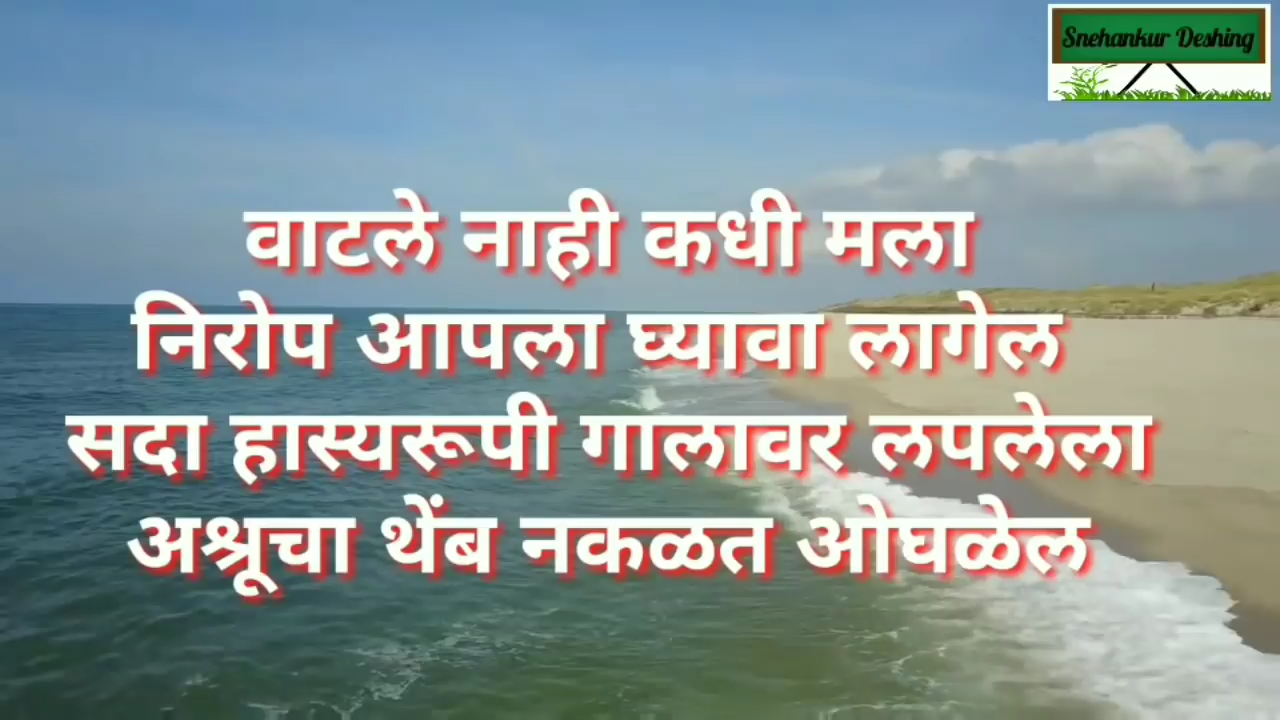 Snehankur Deshing
वाटले नाही कधी मला
निरोप आपला घ्यावा लागेल
सदा हास्यरूपी गालावर लपलेला
अश्रूचा थेंब नकळत ओघळेल